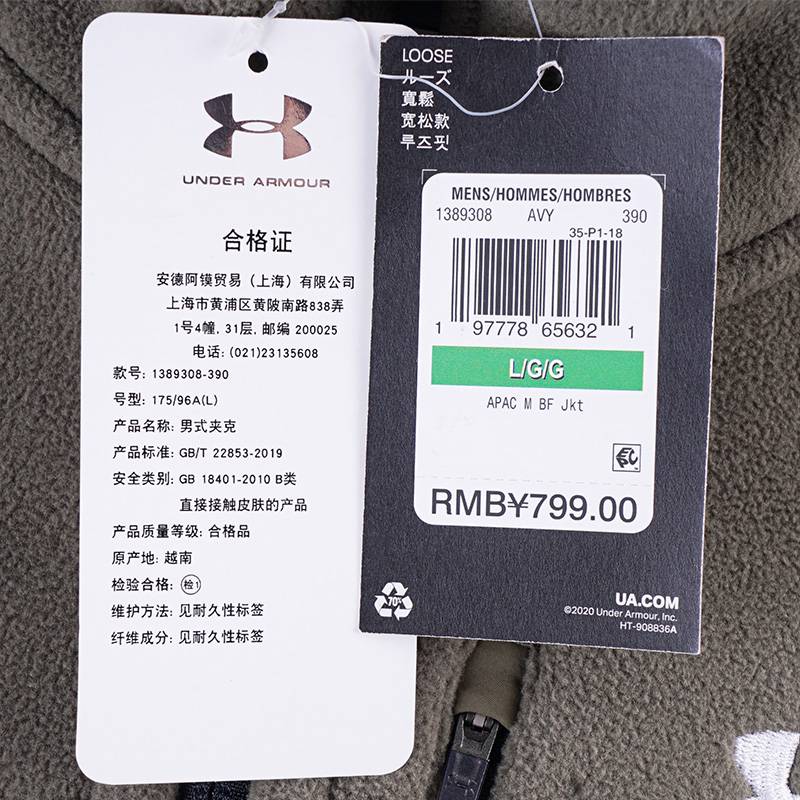 UNDER ARMOUR
合格证
安德阿镆贸易（上海）有限公司
上海市黄浦区黄陂南路838弄
1号4幢, 31层, 邮编 200025
电话: (021)23135608
款号: 1389308-390
号型: 175/96A(L)
产品名称: 男式夹克
产品标准: GB/T 22853-2019
安全类别: GB 18401-2010 B类
直接接触皮肤的产品
产品质量等级: 合格品
原产地: 越南
检验合格: 检1
维护方法: 见耐久性标签
纤维成分: 见耐久性标签
LOOSE
ルーズ
寬鬆
宽松款
루즈핏
MENS/HOMMES/HOMBRES
1389308 AVY 390
35-P1-18
1 97778 65632 1
L/G/G
APAC M BF Jkt
EPC
RMB¥799.00
70%
UA.COM
©2020 Under Armour, Inc.
HT-908836A